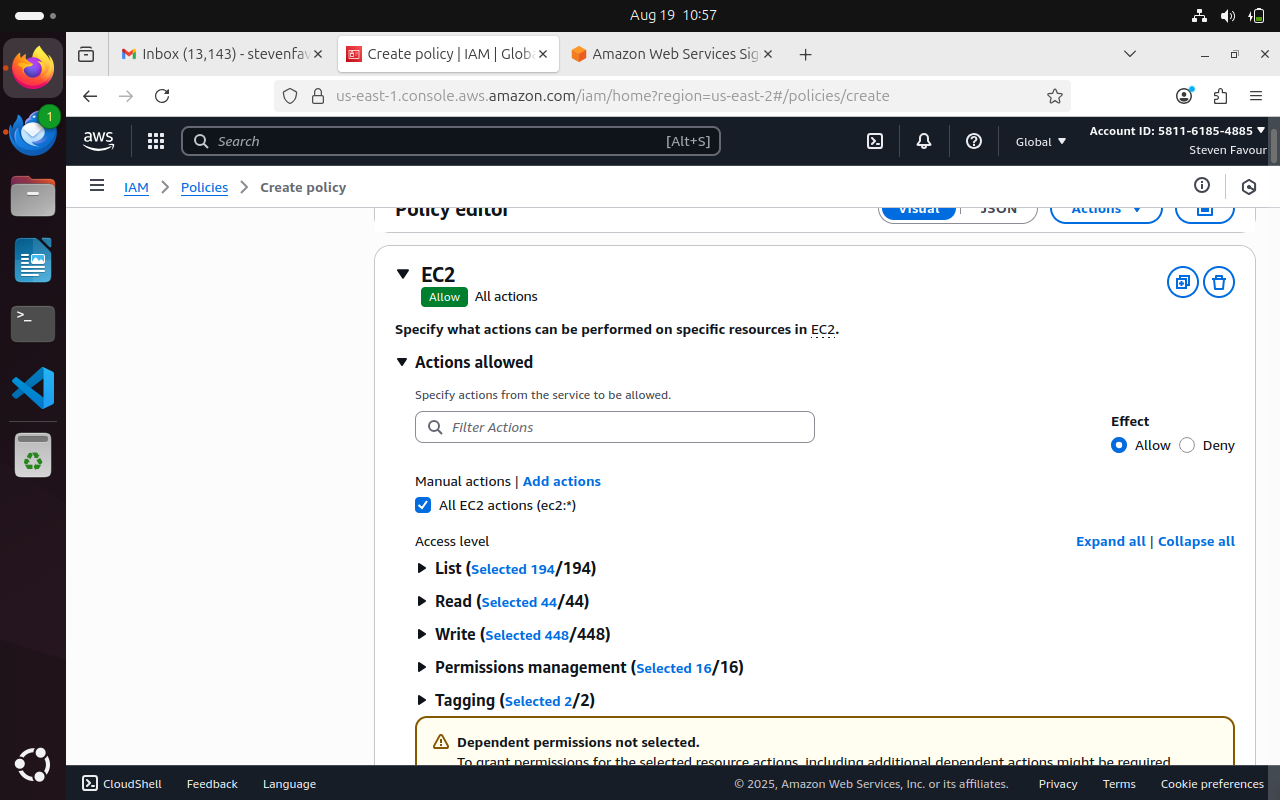 Aug 19 10:57
Inbox (13,143) - stevenfav
Create policy | IAM | Globa
Amazon Web Services Sig
us-east-1.console.aws.amazon.com/iam/home?region=us-east-2#/policies/create
1
aws
Search
[Alt+S]
Global
Account ID: 5811-6185-4885
Steven Favour
IAM
Policies
Create policy
Policy editor
Visual
JSON
Actions
EC2
Allow
All actions
Specify what actions can be performed on specific resources in EC2.
Actions allowed
Specify actions from the service to be allowed.
Filter Actions
Effect
Allow
Deny
Manual actions | Add actions
All EC2 actions (ec2:*)
Access level
Expand all | Collapse all
List (Selected 194/194)
Read (Selected 44/44)
Write (Selected 448/448)
Permissions management (Selected 16/16)
Tagging (Selected 2/2)
Dependent permissions not selected.
To grant permissions for the selected resource actions, including additional dependent actions might be required.
CloudShell
Feedback
Language
© 2025, Amazon Web Services, Inc. or its affiliates.
Privacy
Terms
Cookie preferences